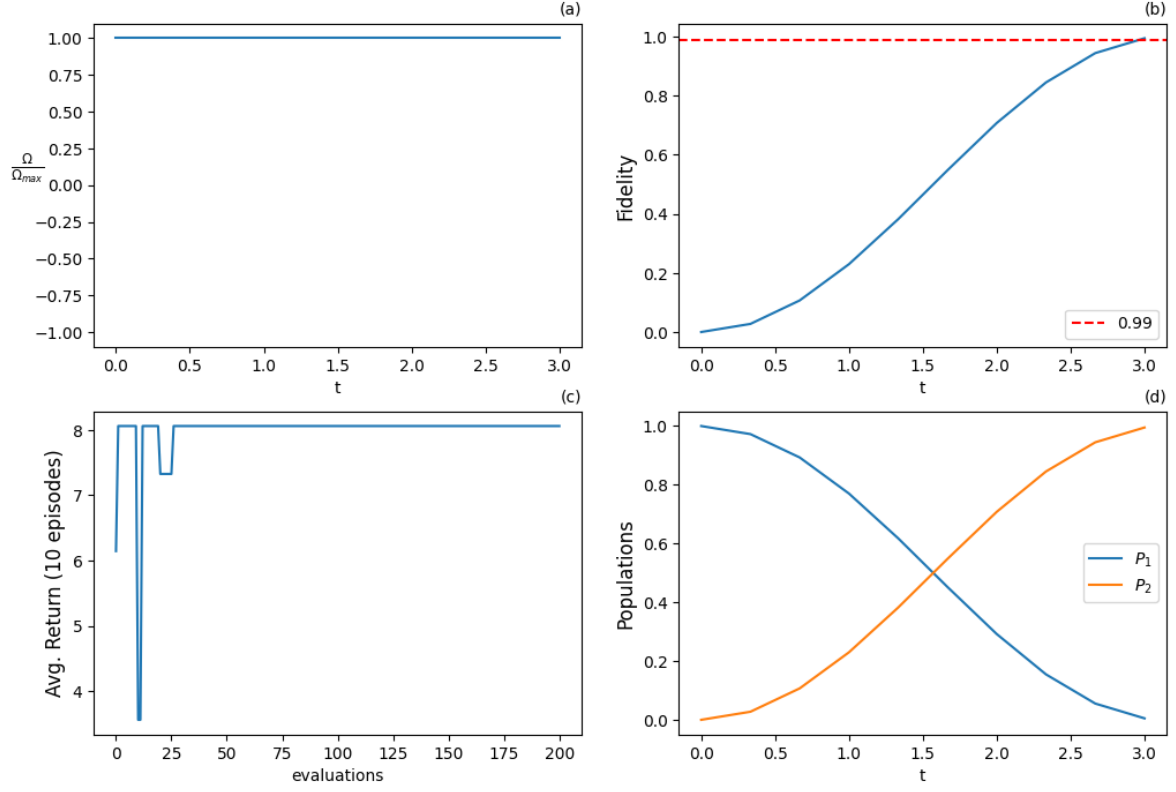 (a)
1.00
0.75
0.50
0.25
0.00
−0.25
−0.50
−0.75
−1.00
Ω
Ωmax
0.0 0.5 1.0 1.5 2.0 2.5 3.0
t
(b)
1.0
0.8
0.6
0.4
0.2
0.0
Fidelity
0.99
0.0 0.5 1.0 1.5 2.0 2.5 3.0
t
(c)
8
7
6
5
4
Avg. Return (10 episodes)
0 25 50 75 100 125 150 175 200
evaluations
(d)
1.0
0.8
0.6
0.4
0.2
0.0
Populations
P1
P2
0.0 0.5 1.0 1.5 2.0 2.5 3.0
t